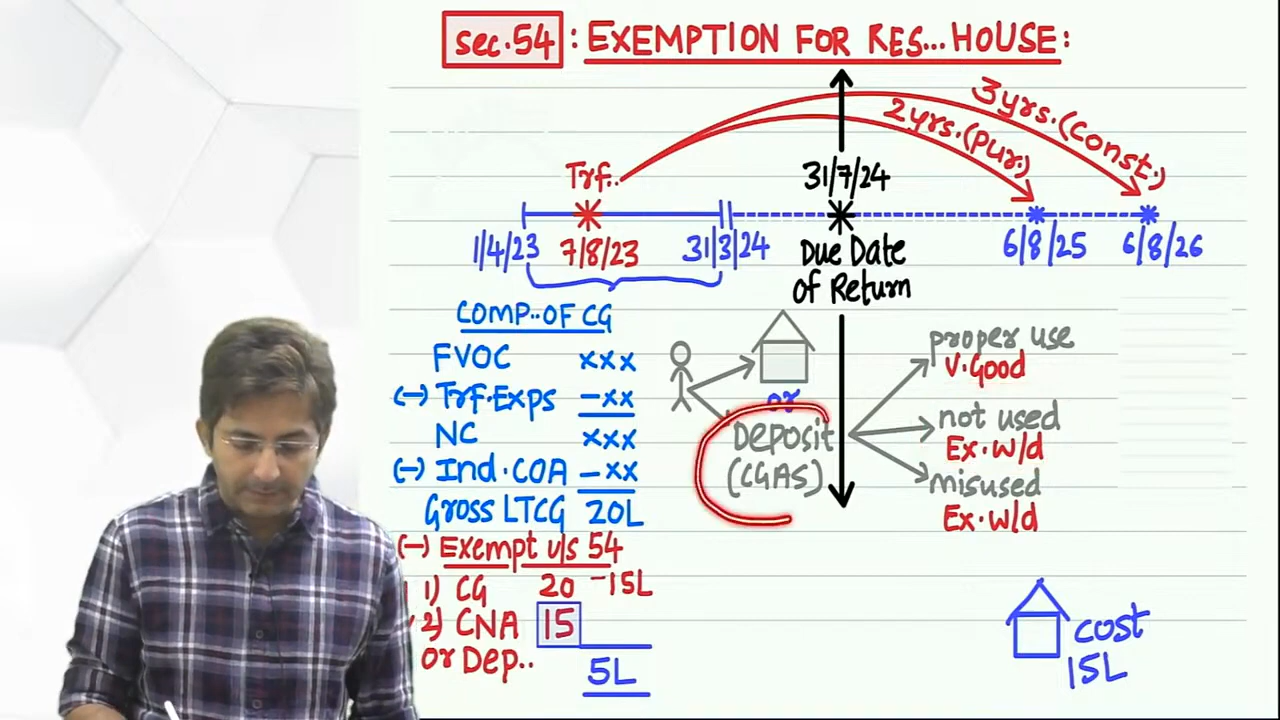 sec.54 : EXEMPTION FOR RES... HOUSE:
3yrs.(Const.)
2yrs.(Pur.)
Trf..
31/7/24
1/4/23 7/8/23 31/3/24
Due Date
of Return
6/8/25 6/8/26
COMP..OF CG
FVOC xxx
(-) Trf.Exps -xx
NC xxx
(-) Ind.COA -xx
Gross LTCG 20L
(-) Exempt u/s 54
1) CG 20 -15L
2) CNA 15
or Dep..
5L
or
Deposit
(CGAS)
proper use
V.Good
not used
Ex.w/d
misused
Ex.w/d
cost
15L